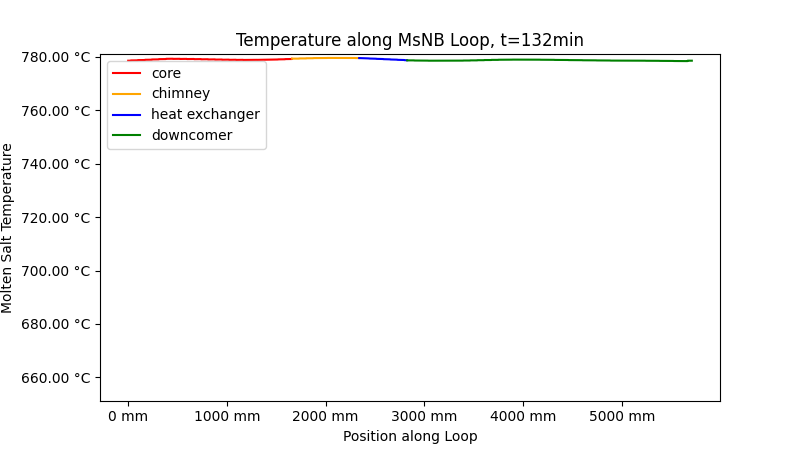 Temperature along MsNB Loop, t=132min
780.00 °C
760.00 °C
740.00 °C
720.00 °C
700.00 °C
680.00 °C
660.00 °C
Molten Salt Temperature
core
chimney
heat exchanger
downcomer
0 mm
1000 mm
2000 mm
3000 mm
4000 mm
5000 mm
Position along Loop